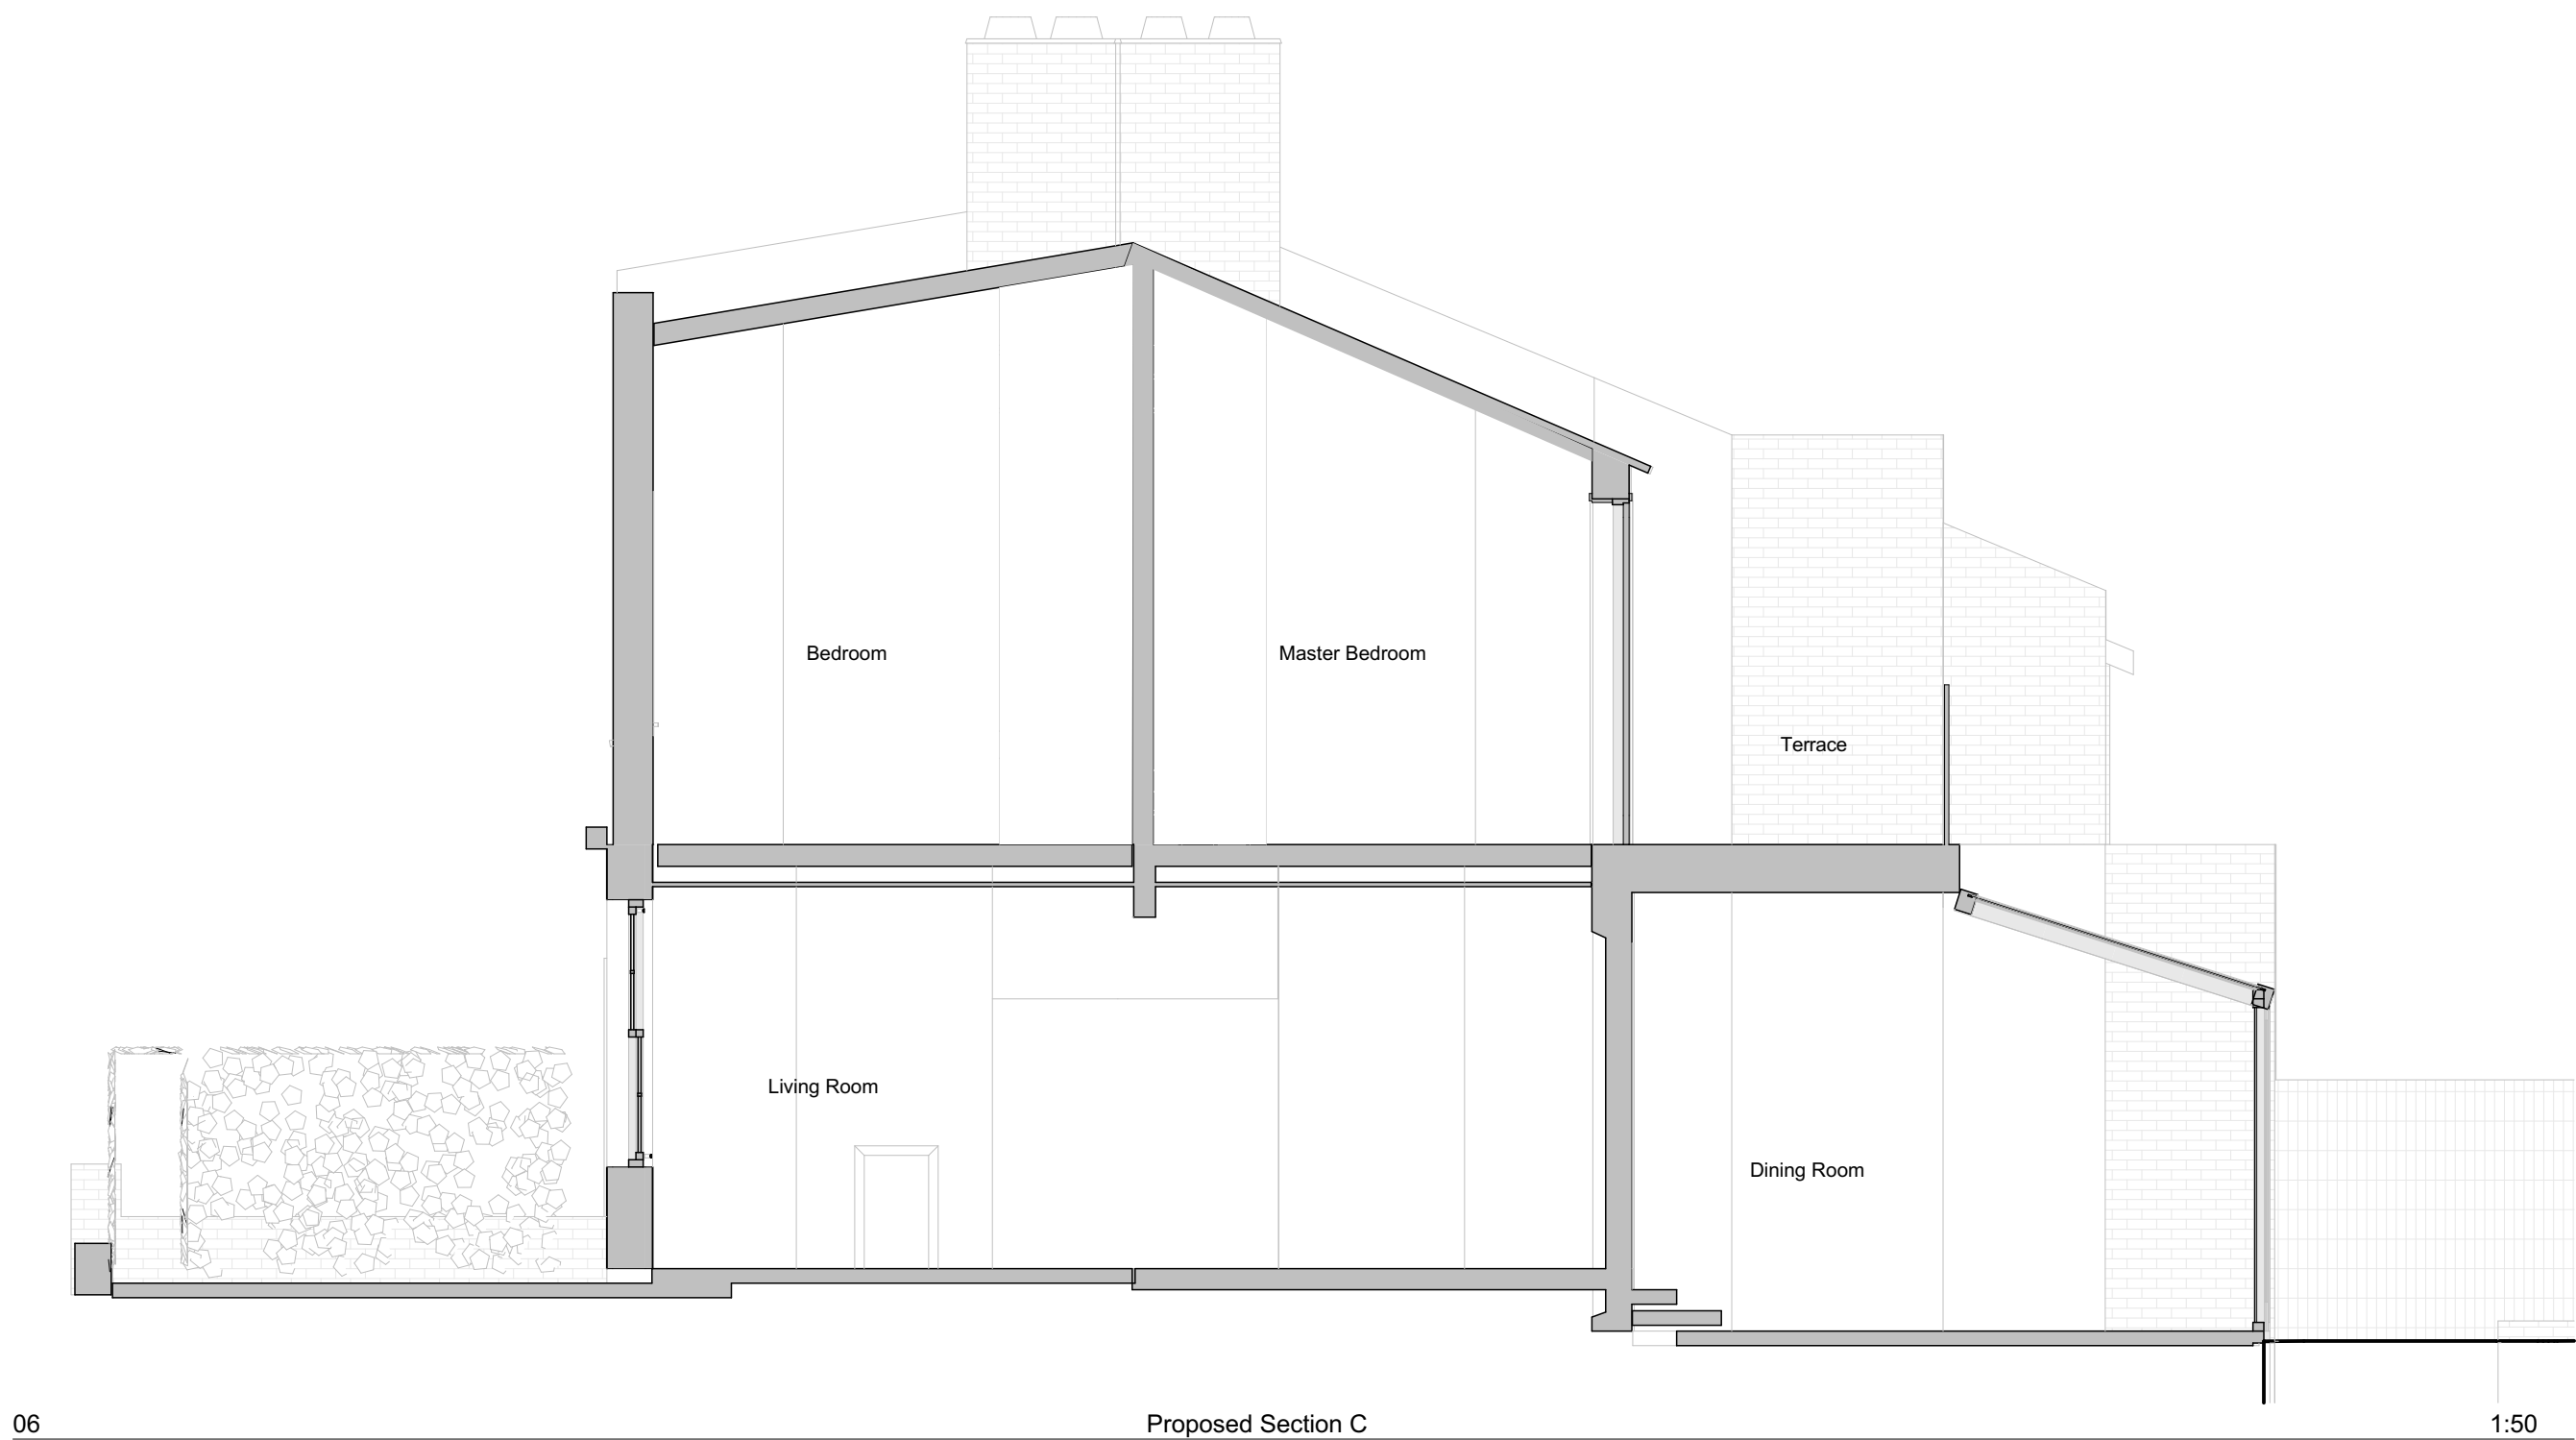 Bedroom
Master Bedroom
Terrace
Living Room
Dining Room
06
Proposed Section C
1:50